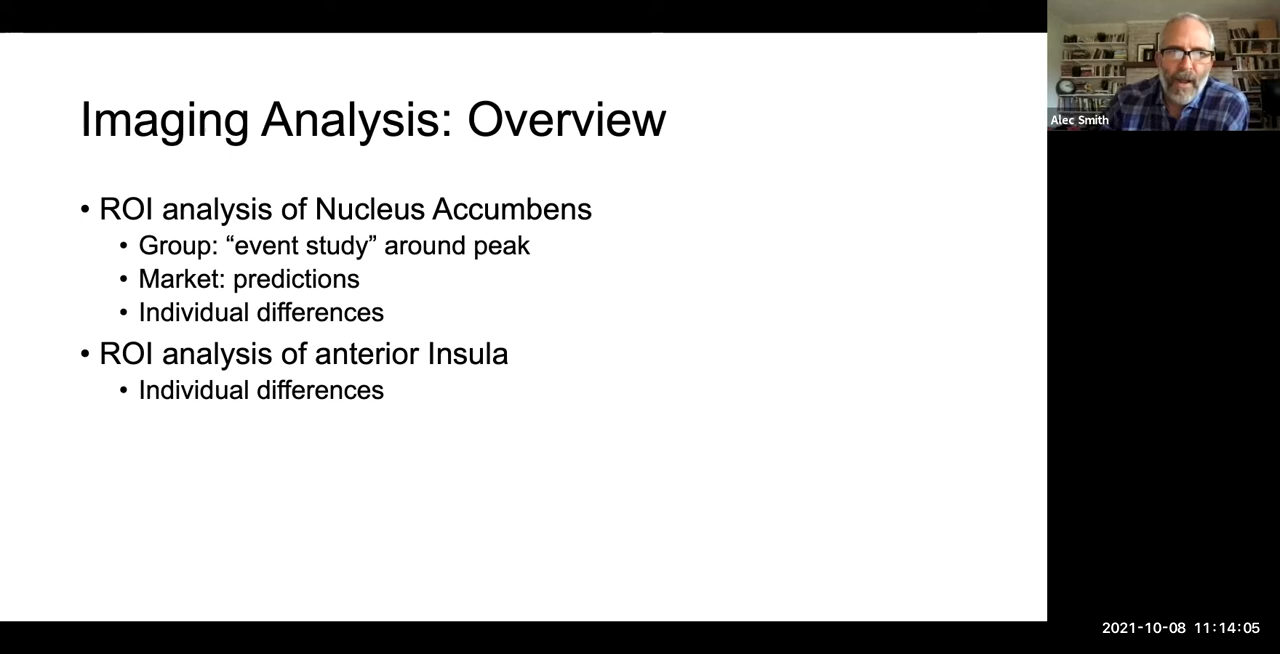 Imaging Analysis: Overview
• ROI analysis of Nucleus Accumbens
• Group: “event study” around peak
• Market: predictions
• Individual differences
• ROI analysis of anterior Insula
• Individual differences
Alec Smith
2021-10-08 11:14:05